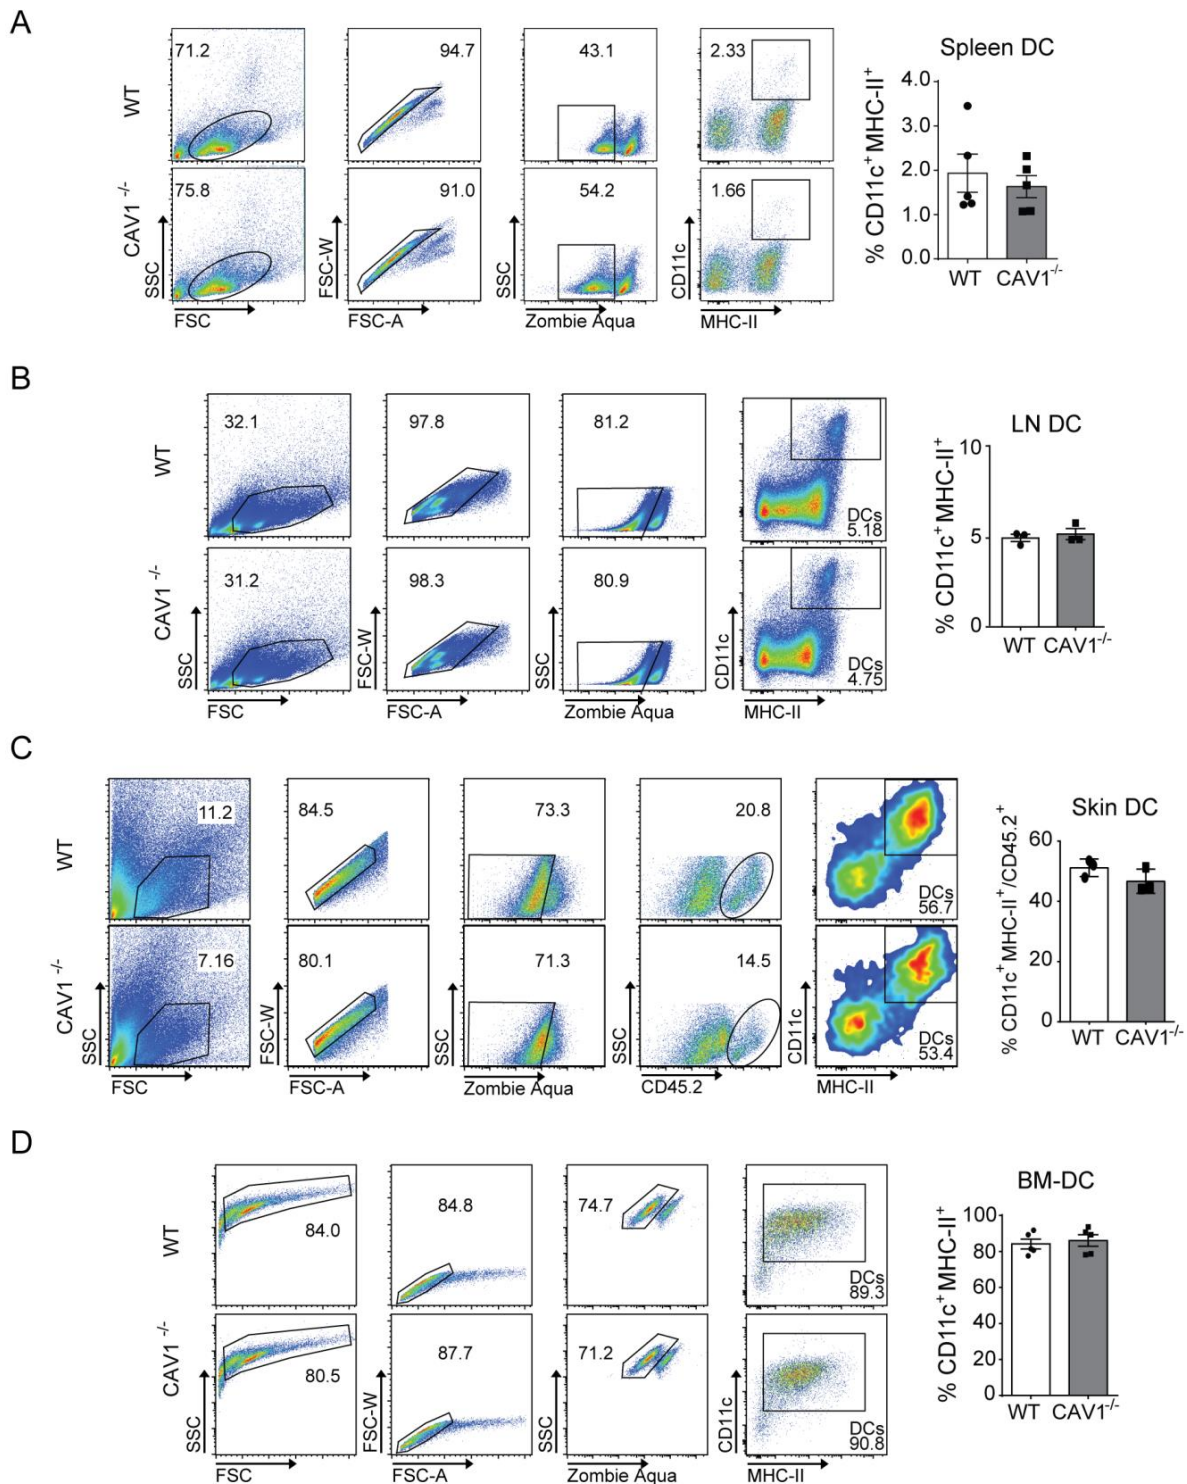 A
WT
71.2
94.7
43.1
2.33
CAV1 -/-
75.8
91.0
54.2
1.66
SSC
FSC
FSC-W
FSC-A
SSC
Zombie Aqua
CD11c
MHC-II
Spleen DC
% CD11c+ MHC-II+
4.0
3.0
2.0
1.0
0.0
WT CAV1-/-
B
WT
32.1
97.8
81.2
DCs
5.18
CAV1 -/-
31.2
98.3
80.9
DCs
4.75
SSC
FSC
FSC-W
FSC-A
SSC
Zombie Aqua
CD11c
MHC-II
LN DC
% CD11c+ MHC-II+
10
5
0
WT CAV1-/-
C
WT
11.2
84.5
73.3
20.8
DCs
56.7
CAV1 -/-
7.16
80.1
71.3
14.5
DCs
53.4
SSC
FSC
FSC-W
FSC-A
SSC
Zombie Aqua
SSC
CD45.2
CD11c
MHC-II
Skin DC
% CD11c+ MHC-II+/CD45.2+
60
40
20
0
WT CAV1-/-
D
WT
84.0
84.8
74.7
DCs
89.3
CAV1 -/-
80.5
87.7
71.2
DCs
90.8
SSC
FSC
FSC-W
FSC-A
SSC
Zombie Aqua
CD11c
MHC-II
BM-DC
% CD11c+ MHC-II+
100
80
60
40
20
0
WT CAV1-/-